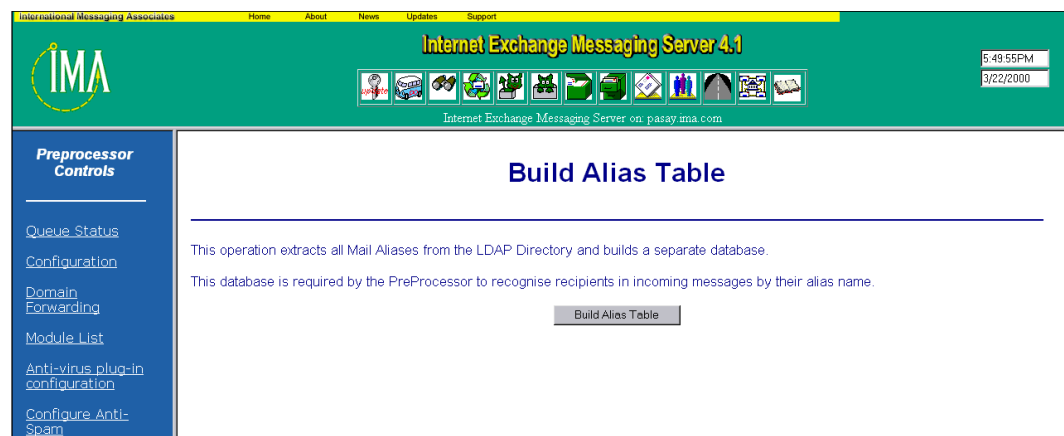 International Messaging Associates
Home About News Updates Support
IMA
Internet Exchange Messaging Server 4.1
update
5:49:55PM
3/22/2000
Internet Exchange Messaging Server on: pasay.ima.com
Preprocessor
Controls
Queue Status
Configuration
Domain
Forwarding
Module List
Anti-virus plug-in
configuration
Configure Anti-
Spam
Build Alias Table
This operation extracts all Mail Aliases from the LDAP Directory and builds a separate database.
This database is required by the PreProcessor to recognise recipients in incoming messages by their alias name.
Build Alias Table